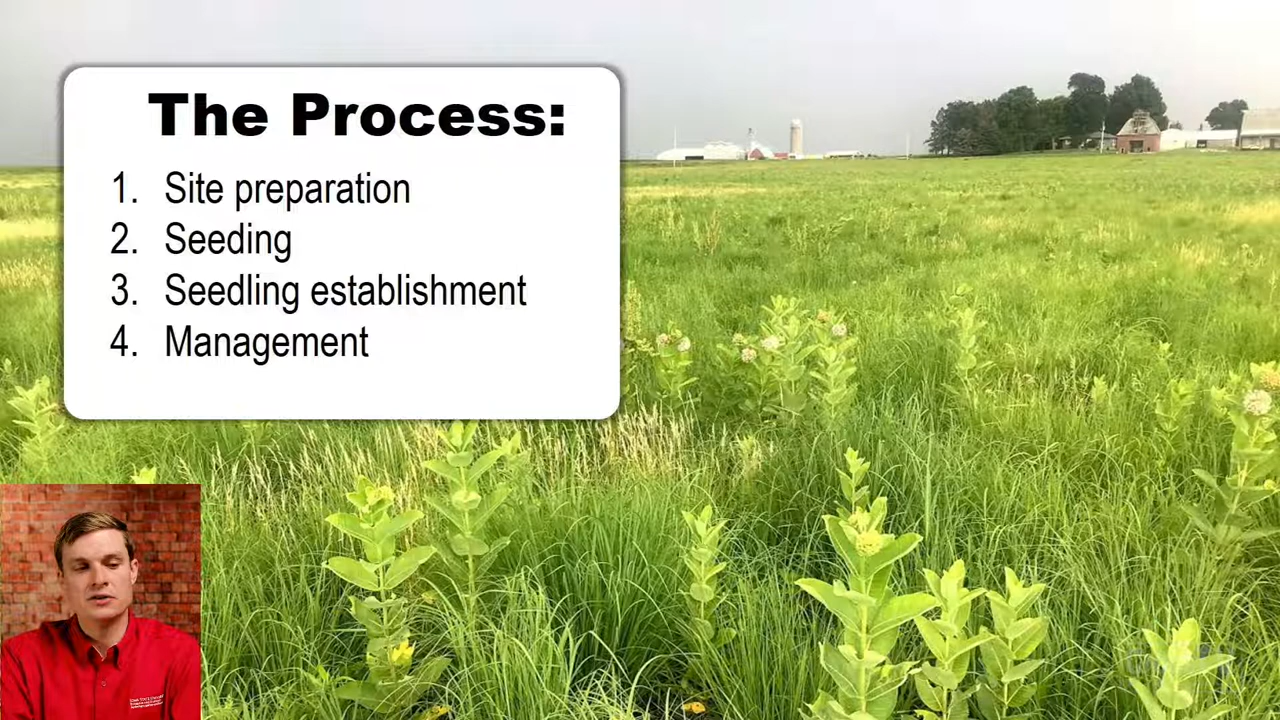 The Process:
1. Site preparation
2. Seeding
3. Seedling establishment
4. Management